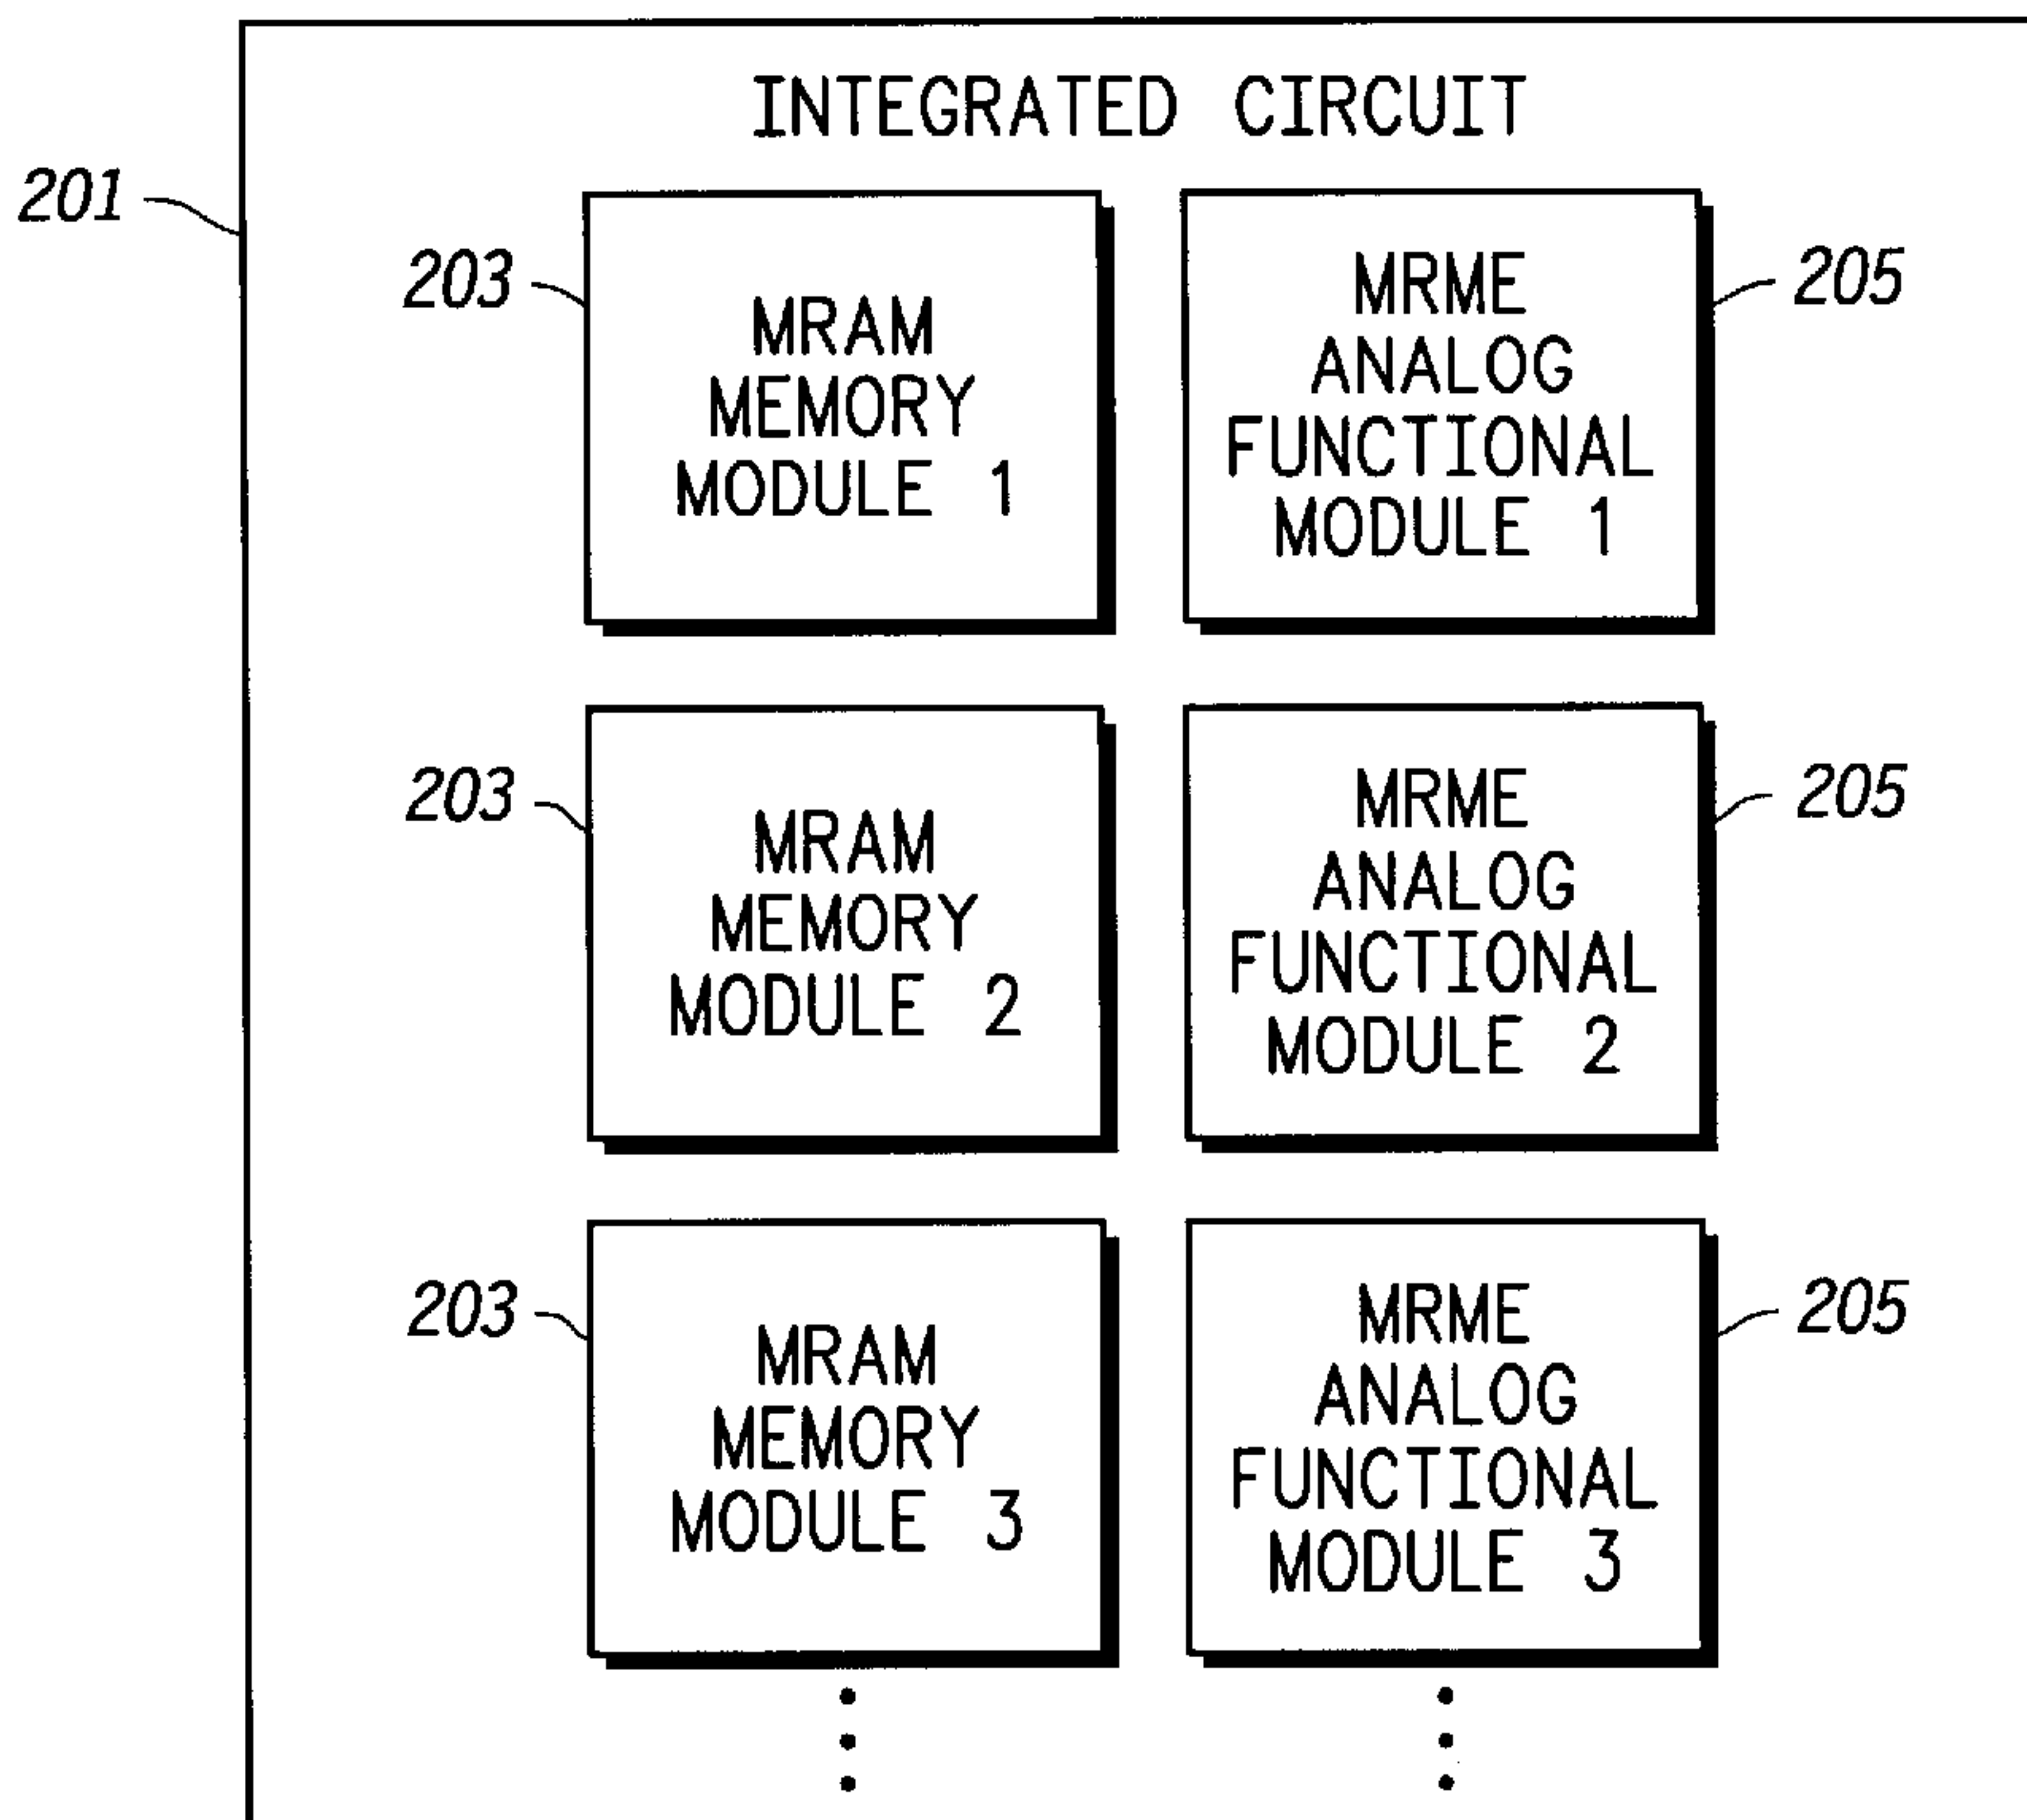 INTEGRATED CIRCUIT
201
203
MRAM
MEMORY
MODULE 1
MRME
ANALOG
FUNCTIONAL
MODULE 1
205
203
MRAM
MEMORY
MODULE 2
MRME
ANALOG
FUNCTIONAL
MODULE 2
205
203
MRAM
MEMORY
MODULE 3
MRME
ANALOG
FUNCTIONAL
MODULE 3
205